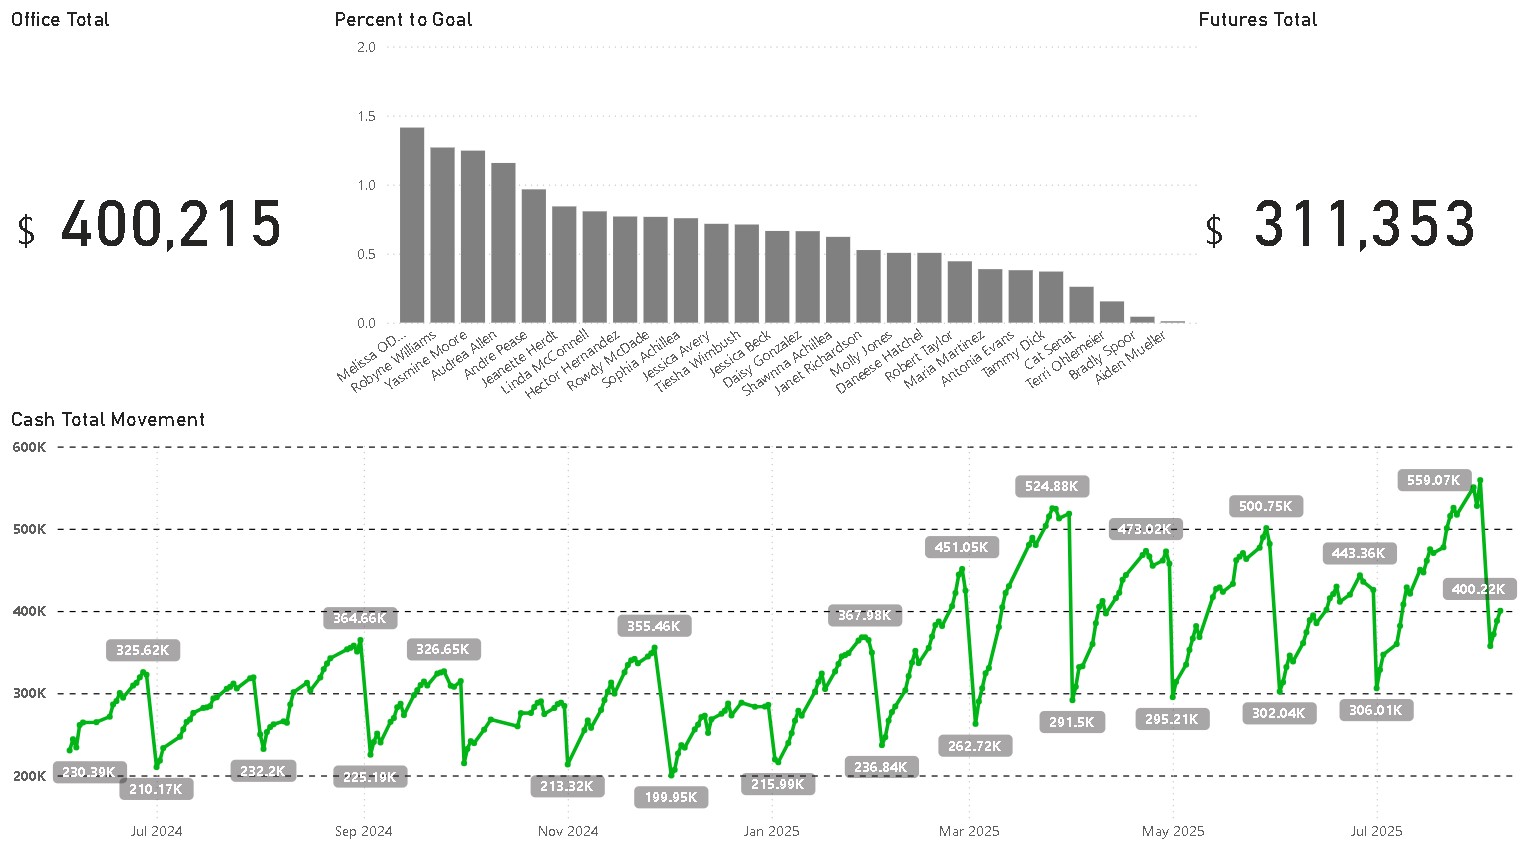 Office Total
Percent to Goal
Futures Total
2.0
1.5
1.0
0.5
0.0
$ 400,215
$ 311,353
Melissa OD...
Robyne Williams
Yasmine Moore
Audrea Allen
Andre Pease
Jeanette Herdt
Linda McConnell
Hector Hernandez
Rowdy McDade
Sophia Achillea
Jessica Avery
Tiesha Wimbush
Jessica Beck
Daisy Gonzalez
Shawnna Achillea
Janet Richardson
Molly Jones
Daneese Hatchel
Robert Taylor
Maria Martinez
Antonia Evans
Tammy Dick
Cat Senat
Terri Ohlemeier
Bradly Spoor
Aiden Mueller
Cash Total Movement
600K
500K
400K
300K
200K
230.39K
325.62K
210.17K
232.2K
364.66K
225.19K
326.65K
213.32K
355.46K
199.95K
215.99K
367.98K
236.84K
451.05K
262.72K
524.88K
291.5K
473.02K
295.21K
500.75K
302.04K
443.36K
306.01K
559.07K
400.22K
Jul 2024
Sep 2024
Nov 2024
Jan 2025
Mar 2025
May 2025
Jul 2025